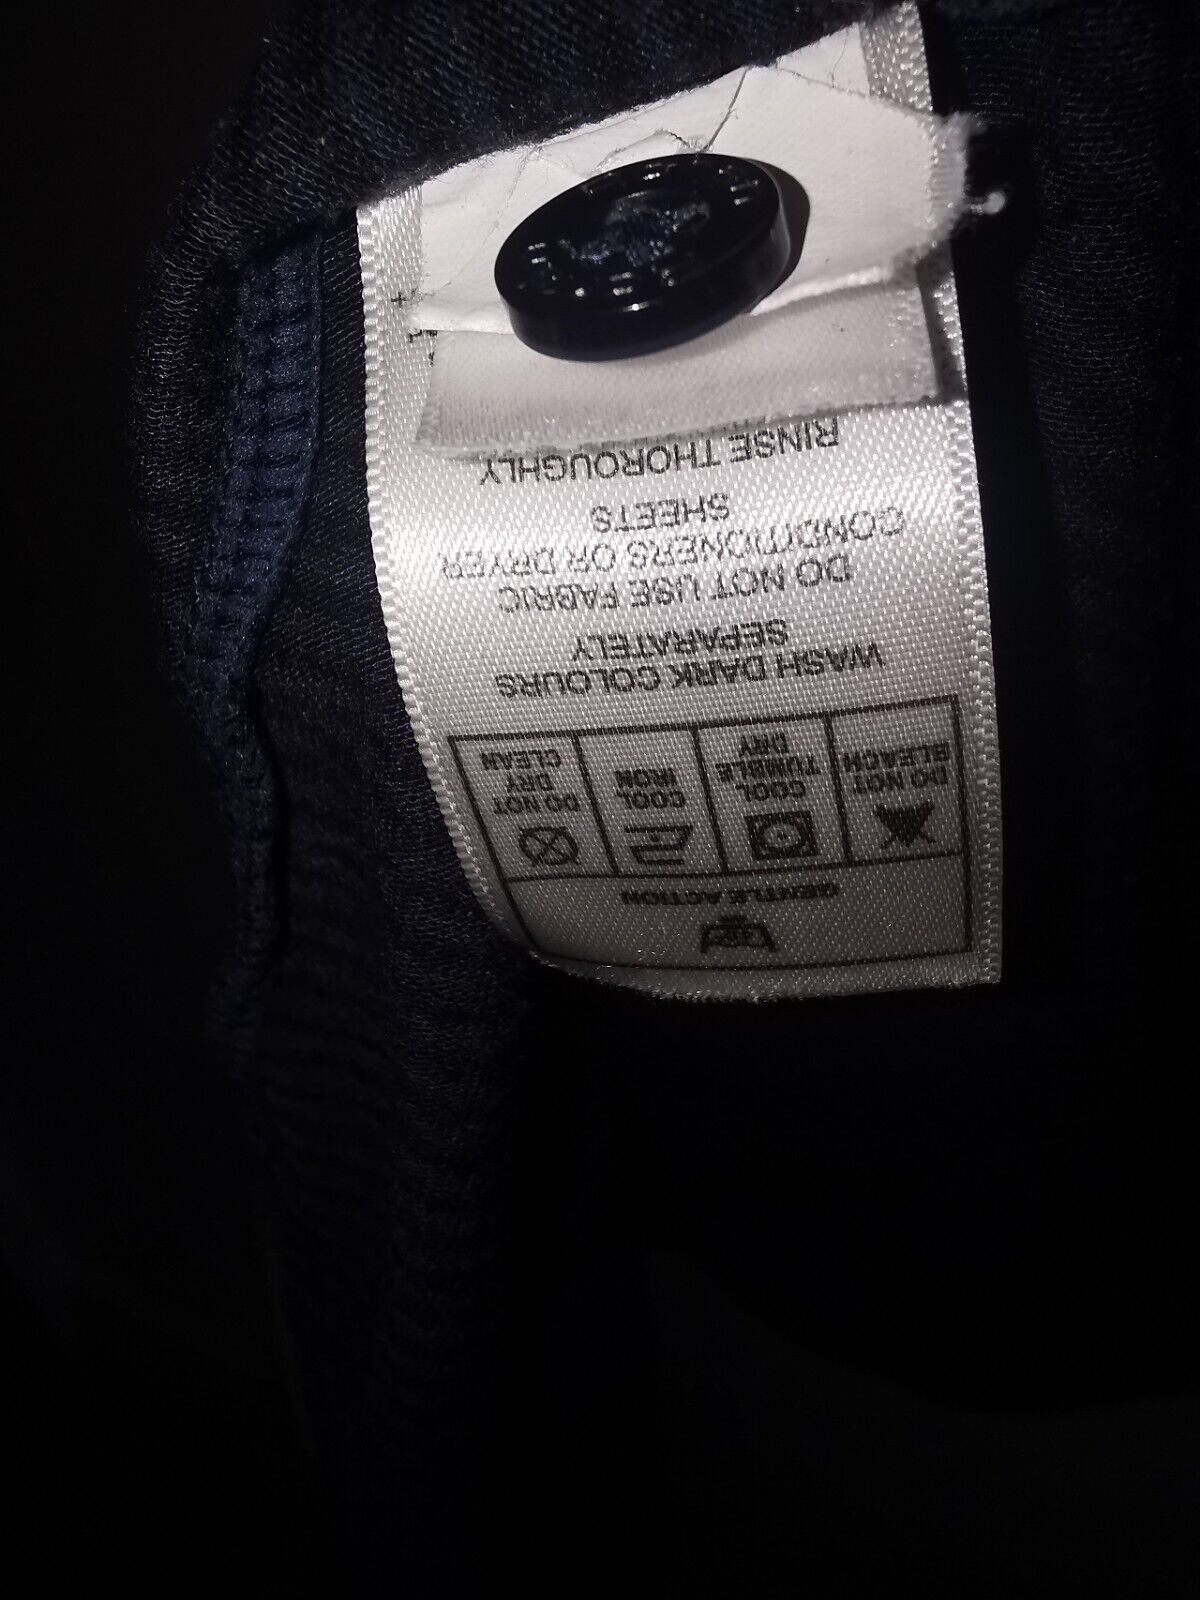 GENTLE ACTION
DO NOT
BLEACH
COOL
TUMBLE
DRY
COOL
IRON
DO NOT
DRY
CLEAN
WASH DARK COLOURS
SEPARATELY
DO NOT USE FABRIC
CONDITIONERS OR DRYER
SHEETS
RINSE THOROUGHLY